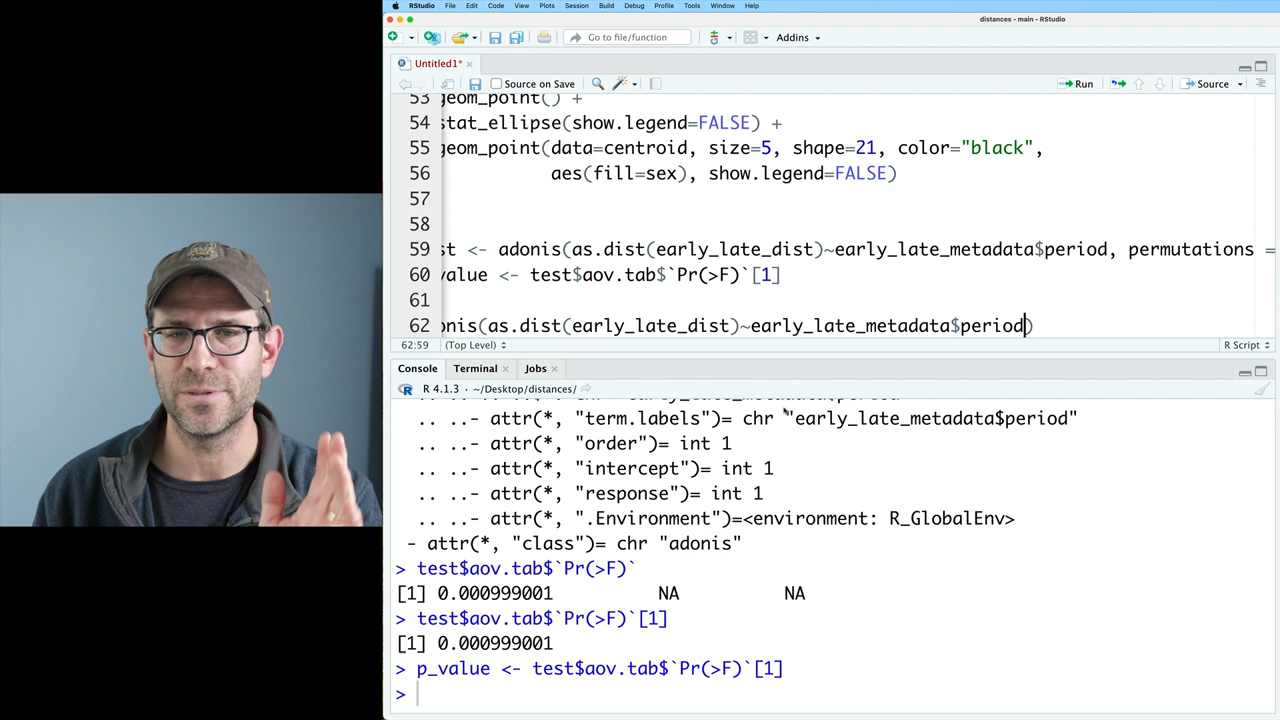 RStudio File Edit Code View Plots Session Build Debug Profile Tools Window Help
distances - main - RStudio
Go to file/function Addins
Untitled1*
Source on Save Run Source
53 geom_point() +
54 stat_ellipse(show.legend=FALSE) +
55 geom_point(data=centroid, size=5, shape=21, color="black",
56 aes(fill=sex), show.legend=FALSE)
57
58
59 st <- adonis(as.dist(early_late_dist)~early_late_metadata$period, permutations =
60 value <- test$aov.tab$`Pr(>F)`[1]
61
62 onis(as.dist(early_late_dist)~early_late_metadata$period)
62:59 (Top Level) R Script
Console Terminal Jobs
R 4.1.3 · ~/Desktop/distances/
.. ..- attr(*, "term.labels")= chr "early_late_metadata$period"
.. ..- attr(*, "order")= int 1
.. ..- attr(*, "intercept")= int 1
.. ..- attr(*, "response")= int 1
.. ..- attr(*, ".Environment")=<environment: R_GlobalEnv>
- attr(*, "class")= chr "adonis"
> test$aov.tab$`Pr(>F)`
[1] 0.000999001 NA NA
> test$aov.tab$`Pr(>F)`[1]
[1] 0.000999001
> p_value <- test$aov.tab$`Pr(>F)`[1]
>